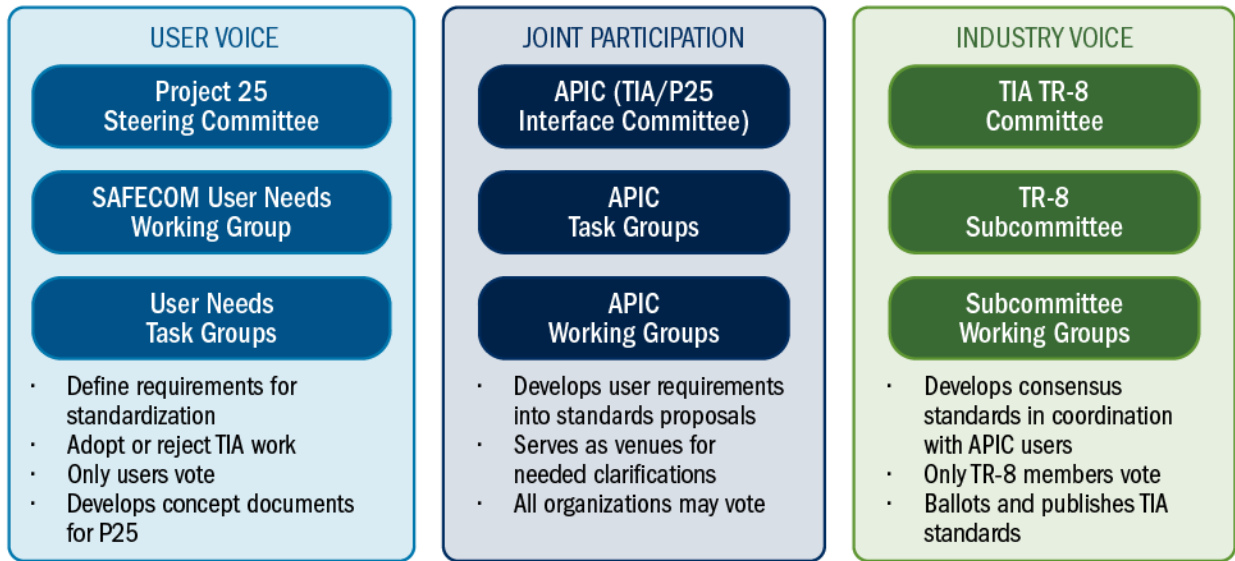 USER VOICE
Project 25
Steering Committee
SAFECOM User Needs
Working Group
User Needs
Task Groups
· Define requirements for
standardization
· Adopt or reject TIA work
· Only users vote
· Develops concept documents
for P25
JOINT PARTICIPATION
APIC (TIA/P25
Interface Committee)
APIC
Task Groups
APIC
Working Groups
· Develops user requirements
into standards proposals
· Serves as venues for
needed clarifications
· All organizations may vote
INDUSTRY VOICE
TIA TR-8
Committee
TR-8
Subcommittee
Subcommittee
Working Groups
· Develops consensus
standards in coordination
with APIC users
· Only TR-8 members vote
· Ballots and publishes TIA
standards